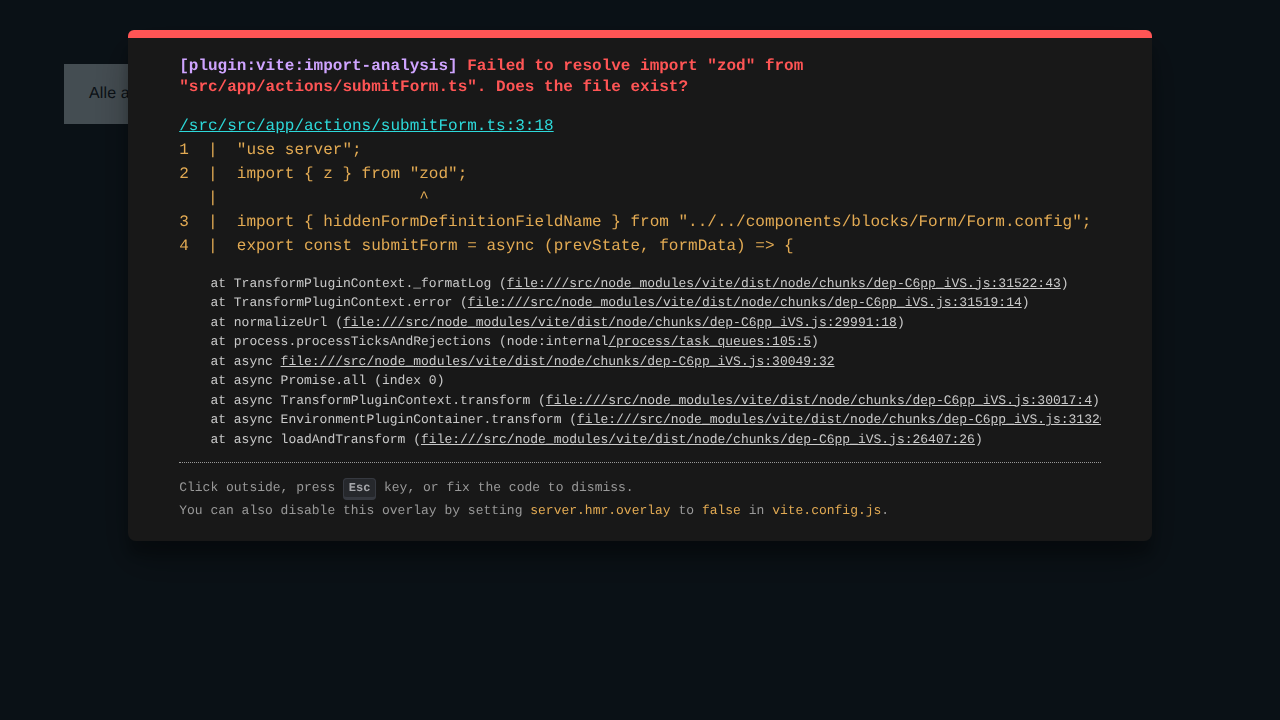 [plugin:vite:import-analysis] Failed to resolve import "zod" from
"src/app/actions/submitForm.ts". Does the file exist?
Alle a
/src/src/app/actions/submitForm.ts:3:18
1  |  "use server";
2  |  import { z } from "zod";
   |                     ^
3  |  import { hiddenFormDefinitionFieldName } from "../../components/blocks/Form/Form.config";
4  |  export const submitForm = async (prevState, formData) => {
at TransformPluginContext._formatLog (file:///src/node_modules/vite/dist/node/chunks/dep-C6pp_iVS.js:31522:43)
at TransformPluginContext.error (file:///src/node_modules/vite/dist/node/chunks/dep-C6pp_iVS.js:31519:14)
at normalizeUrl (file:///src/node_modules/vite/dist/node/chunks/dep-C6pp_iVS.js:29991:18)
at process.processTicksAndRejections (node:internal/process/task_queues:105:5)
at async file:///src/node_modules/vite/dist/node/chunks/dep-C6pp_iVS.js:30049:32
at async Promise.all (index 0)
at async TransformPluginContext.transform (file:///src/node_modules/vite/dist/node/chunks/dep-C6pp_iVS.js:30017:4)
at async EnvironmentPluginContainer.transform (file:///src/node_modules/vite/dist/node/chunks/dep-C6pp_iVS.js:3132
at async loadAndTransform (file:///src/node_modules/vite/dist/node/chunks/dep-C6pp_iVS.js:26407:26)
Click outside, press Esc key, or fix the code to dismiss.
You can also disable this overlay by setting server.hmr.overlay to false in vite.config.js.